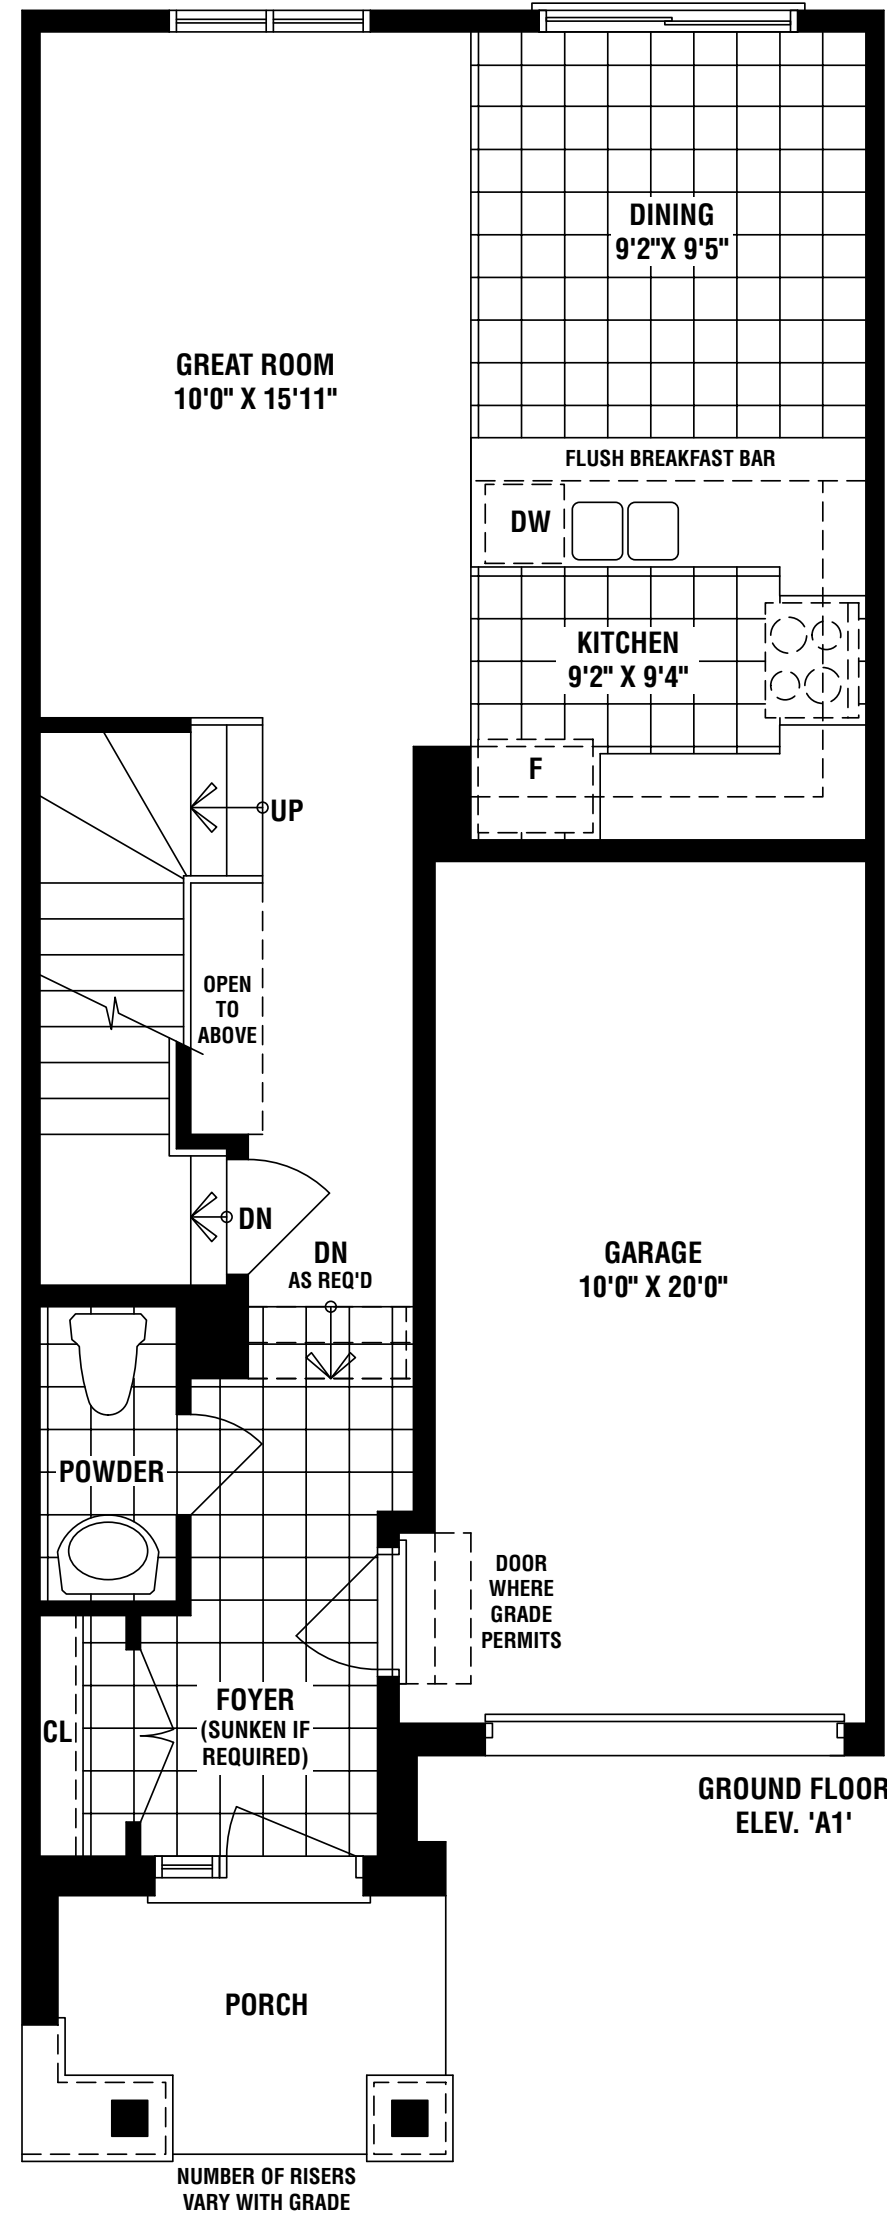 DINING
9'2"X 9'5"
GREAT ROOM
10'0" X 15'11"
FLUSH BREAKFAST BAR
DW
KITCHEN
9'2" X 9'4"
F
UP
OPEN
TO
ABOVE
DN
DN
AS REQ'D
GARAGE
10'0" X 20'0"
POWDER
DOOR
WHERE
GRADE
PERMITS
CL
FOYER
(SUNKEN IF
REQUIRED)
GROUND FLOOR
ELEV. 'A1'
PORCH
NUMBER OF RISERS
VARY WITH GRADE